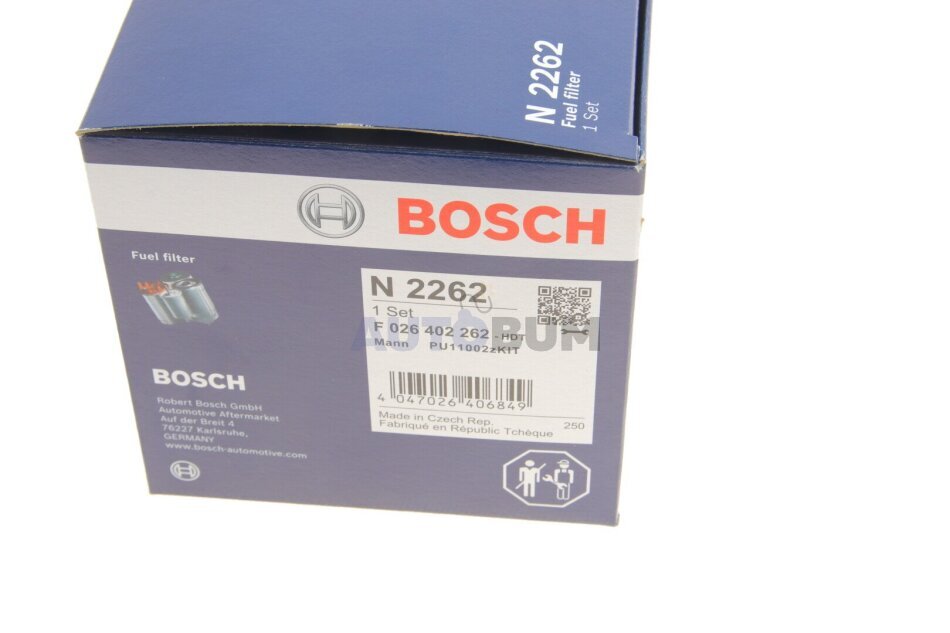 N 2262
Fuel filter
1 Set
BOSCH
Fuel filter
N 2262
1 Set
F 026 402 262 - HDT
Mann PU11002zKIT
AUTOBUM
4 047026 406849
Made in Czech Rep.
250
Fabriqué en Républic Tchèque
BOSCH
Robert Bosch GmbH
Automotive Aftermarket
Auf der Breit 4
76227 Karlsruhe,
GERMANY
www.bosch-automotive.com